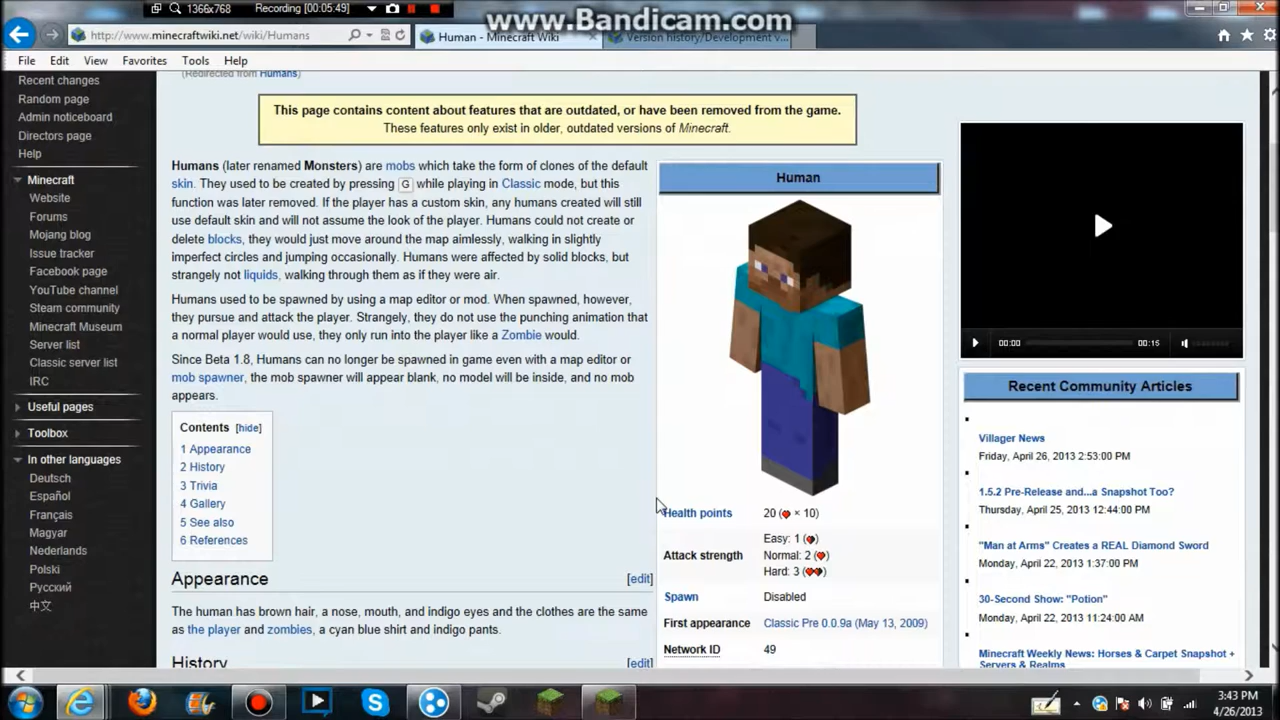 1366x768
Recording [00:05:49]
www.Bandicam.com
http://www.minecraftwiki.net/wiki/Humans
Human - Minecraft Wiki
Version history/Development v...
File Edit View Favorites Tools Help
Recent changes
Random page
Admin noticeboard
Directors page
Help
Minecraft
Website
Forums
Mojang blog
Issue tracker
Facebook page
YouTube channel
Steam community
Minecraft Museum
Server list
Classic server list
IRC
Useful pages
Toolbox
In other languages
Deutsch
Español
Français
Magyar
Nederlands
Polski
Русский
中文
(Redirected from Humans)
This page contains content about features that are outdated, or have been removed from the game.
These features only exist in older, outdated versions of Minecraft.
Humans (later renamed Monsters) are mobs which take the form of clones of the default
skin. They used to be created by pressing G while playing in Classic mode, but this
function was later removed. If the player has a custom skin, any humans created will still
use default skin and will not assume the look of the player. Humans could not create or
delete blocks, they would just move around the map aimlessly, walking in slightly
imperfect circles and jumping occasionally. Humans were affected by solid blocks, but
strangely not liquids, walking through them as if they were air.
Humans used to be spawned by using a map editor or mod. When spawned, however,
they pursue and attack the player. Strangely, they do not use the punching animation that
a normal player would use, they only run into the player like a Zombie would.
Since Beta 1.8, Humans can no longer be spawned in game even with a map editor or
mob spawner, the mob spawner will appear blank, no model will be inside, and no mob
appears.
Contents [hide]
1 Appearance
2 History
3 Trivia
4 Gallery
5 See also
6 References
Appearance [edit]
The human has brown hair, a nose, mouth, and indigo eyes and the clothes are the same
as the player and zombies, a cyan blue shirt and indigo pants.
History [edit]
Human
Health points 20 ( × 10)
Attack strength
Easy: 1 ( )
Normal: 2 ( )
Hard: 3 ( )
Spawn Disabled
First appearance Classic Pre 0.0.9a (May 13, 2009)
Network ID 49
00:00 00:15
Recent Community Articles
Villager News
Friday, April 26, 2013 2:53:00 PM
1.5.2 Pre-Release and...a Snapshot Too?
Thursday, April 25, 2013 12:44:00 PM
"Man at Arms" Creates a REAL Diamond Sword
Monday, April 22, 2013 1:37:00 PM
30-Second Show: "Potion"
Monday, April 22, 2013 11:24:00 AM
Minecraft Weekly News: Horses & Carpet Snapshot +
Servers & Realms
3:43 PM
4/26/2013